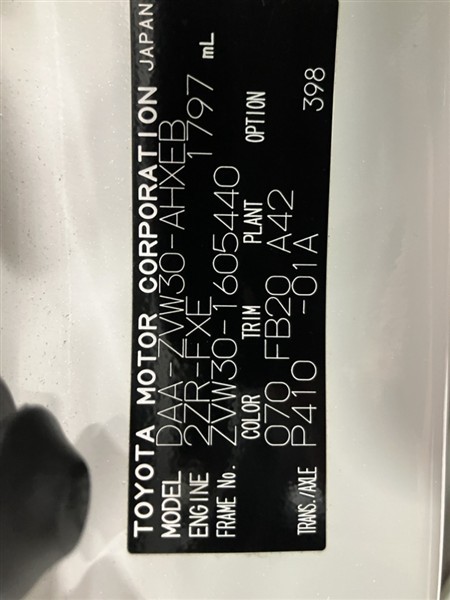 TOYOTA MOTOR CORPORATION JAPAN
MODEL DAA-ZVW30-AHXEB
ENGINE 2ZR-FXE 1797 mL
FRAME No. ZVW30-1605440
COLOR TRIM PLANT OPTION
070 FB20 A42
TRANS./AXLE P410 -01A 398